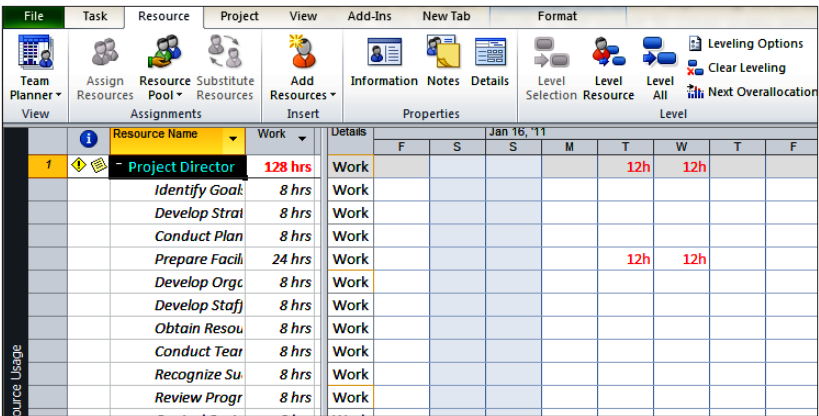 File Task Resource Project View Add-Ins New Tab Format
Team Planner Assign Resources Resource Pool Substitute Resources Add Resources Information Notes Details Level Selection Level Resource Level All Leveling Options
Clear Leveling
Next Overallocation
View Assignments Insert Properties Level
Resource Name Work Details Jan 16, '11
F S S M T W T F
1 Project Director 128 hrs Work 12h 12h
Identify Goal 8 hrs Work
Develop Strat 8 hrs Work
Conduct Plan 8 hrs Work
Prepare Facili 24 hrs Work 12h 12h
Develop Orga 8 hrs Work
Develop Staff 8 hrs Work
Obtain Resou 8 hrs Work
Conduct Tear 8 hrs Work
Recognize Su 8 hrs Work
Review Progr 8 hrs Work
ource Usage